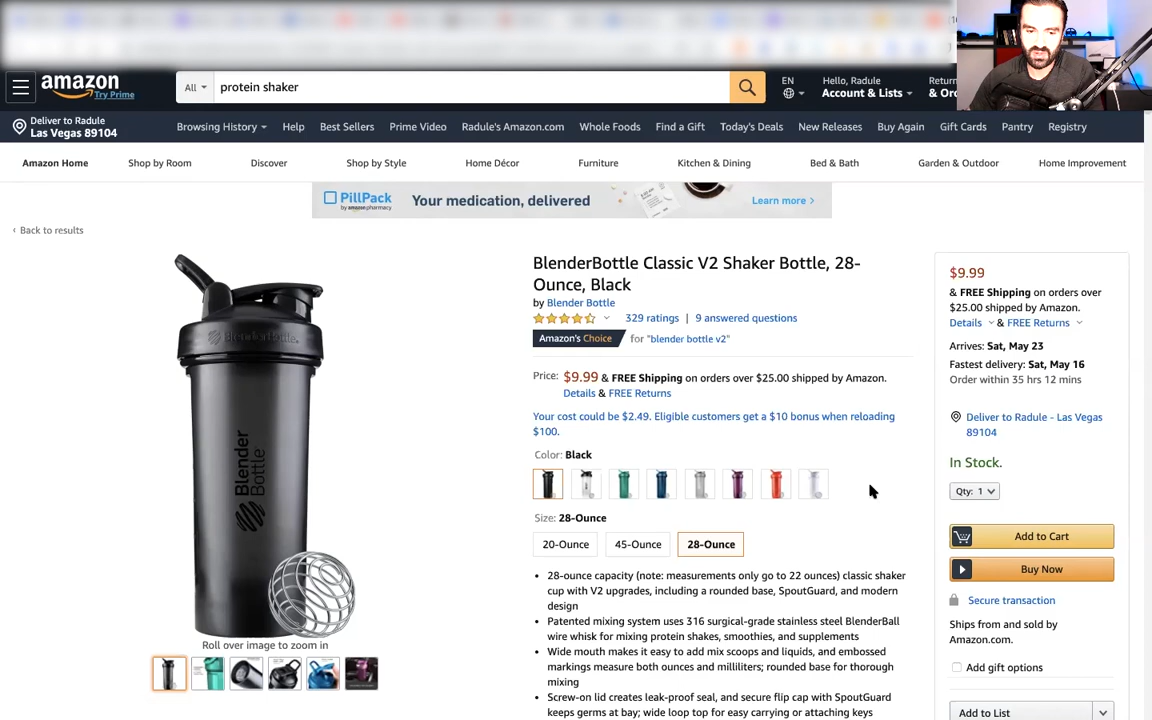 amazon
Try Prime
All
protein shaker
EN
Hello, Radule
Account & Lists
Return
& Or
Deliver to Radule
Las Vegas 89104
Browsing History
Help
Best Sellers
Prime Video
Radule's Amazon.com
Whole Foods
Find a Gift
Today's Deals
New Releases
Buy Again
Gift Cards
Pantry
Registry
Amazon Home
Shop by Room
Discover
Shop by Style
Home Décor
Furniture
Kitchen & Dining
Bed & Bath
Garden & Outdoor
Home Improvement
PillPack
by amazon pharmacy
Your medication, delivered
Learn more >
‹ Back to results
BlenderBottle
Blender
Bottle
Roll over image to zoom in
BlenderBottle Classic V2 Shaker Bottle, 28-
Ounce, Black
by Blender Bottle
329 ratings | 9 answered questions
Amazon's Choice for "blender bottle v2"
Price: $9.99 & FREE Shipping on orders over $25.00 shipped by Amazon.
Details & FREE Returns
Your cost could be $2.49. Eligible customers get a $10 bonus when reloading
$100.
Color: Black
Size: 28-Ounce
20-Ounce
45-Ounce
28-Ounce
• 28-ounce capacity (note: measurements only go to 22 ounces) classic shaker
cup with V2 upgrades, including a rounded base, SpoutGuard, and modern
design
• Patented mixing system uses 316 surgical-grade stainless steel BlenderBall
wire whisk for mixing protein shakes, smoothies, and supplements
• Wide mouth makes it easy to add mix scoops and liquids, and embossed
markings measure both ounces and milliliters; rounded base for thorough
mixing
• Screw-on lid creates leak-proof seal, and secure flip cap with SpoutGuard
keeps germs at bay; wide loop top for easy carrying or attaching keys
$9.99
& FREE Shipping on orders over
$25.00 shipped by Amazon.
Details & FREE Returns
Arrives: Sat, May 23
Fastest delivery: Sat, May 16
Order within 35 hrs 12 mins
Deliver to Radule - Las Vegas
89104
In Stock.
Qty: 1
Add to Cart
Buy Now
Secure transaction
Ships from and sold by
Amazon.com.
Add gift options
Add to List